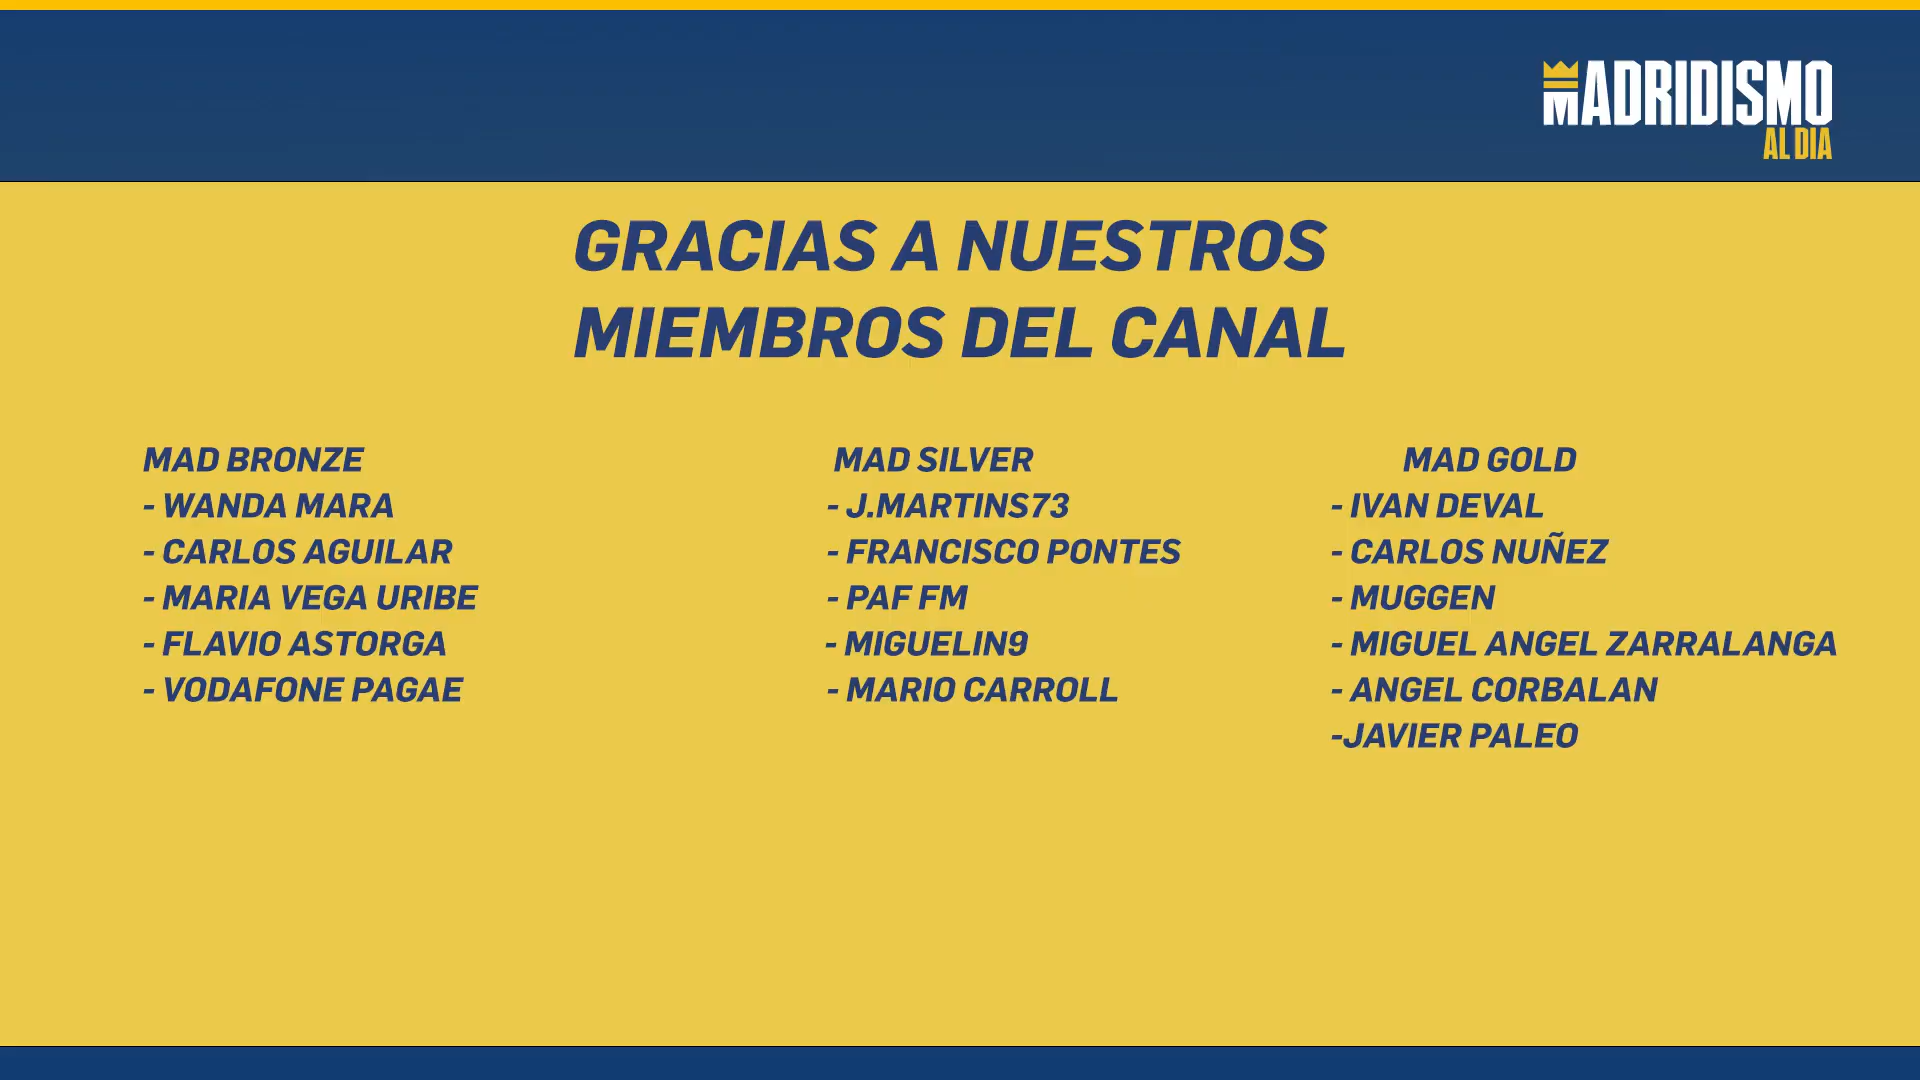 MADRIDISMO
AL DIA
GRACIAS A NUESTROS
MIEMBROS DEL CANAL
MAD BRONZE
- WANDA MARA
- CARLOS AGUILAR
- MARIA VEGA URIBE
- FLAVIO ASTORGA
- VODAFONE PAGAE
MAD SILVER
- J.MARTINS73
- FRANCISCO PONTES
- PAF FM
- MIGUELIN9
- MARIO CARROLL
MAD GOLD
- IVAN DEVAL
- CARLOS NUÑEZ
- MUGGEN
- MIGUEL ANGEL ZARRALANGA
- ANGEL CORBALAN
-JAVIER PALEO